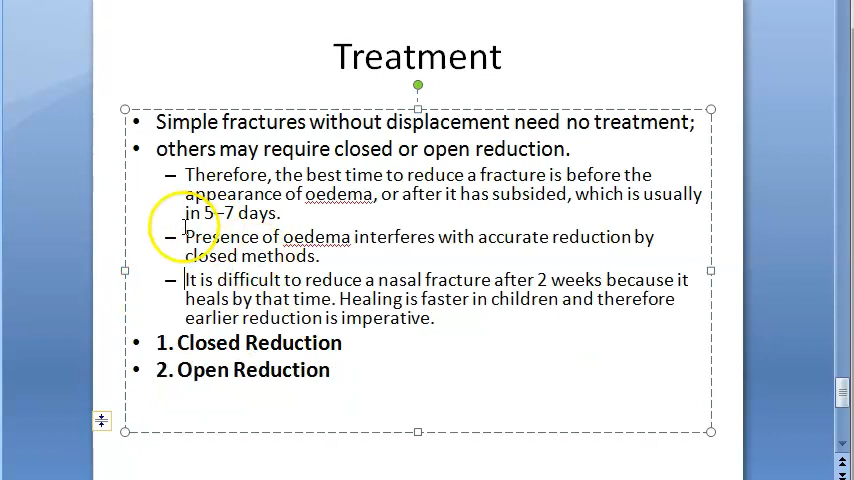 Treatment
• Simple fractures without displacement need no treatment;
• others may require closed or open reduction.
– Therefore, the best time to reduce a fracture is before the
appearance of oedema, or after it has subsided, which is usually
in 5–7 days.
– Presence of oedema interferes with accurate reduction by
closed methods.
– It is difficult to reduce a nasal fracture after 2 weeks because it
heals by that time. Healing is faster in children and therefore
earlier reduction is imperative.
• 1. Closed Reduction
• 2. Open Reduction